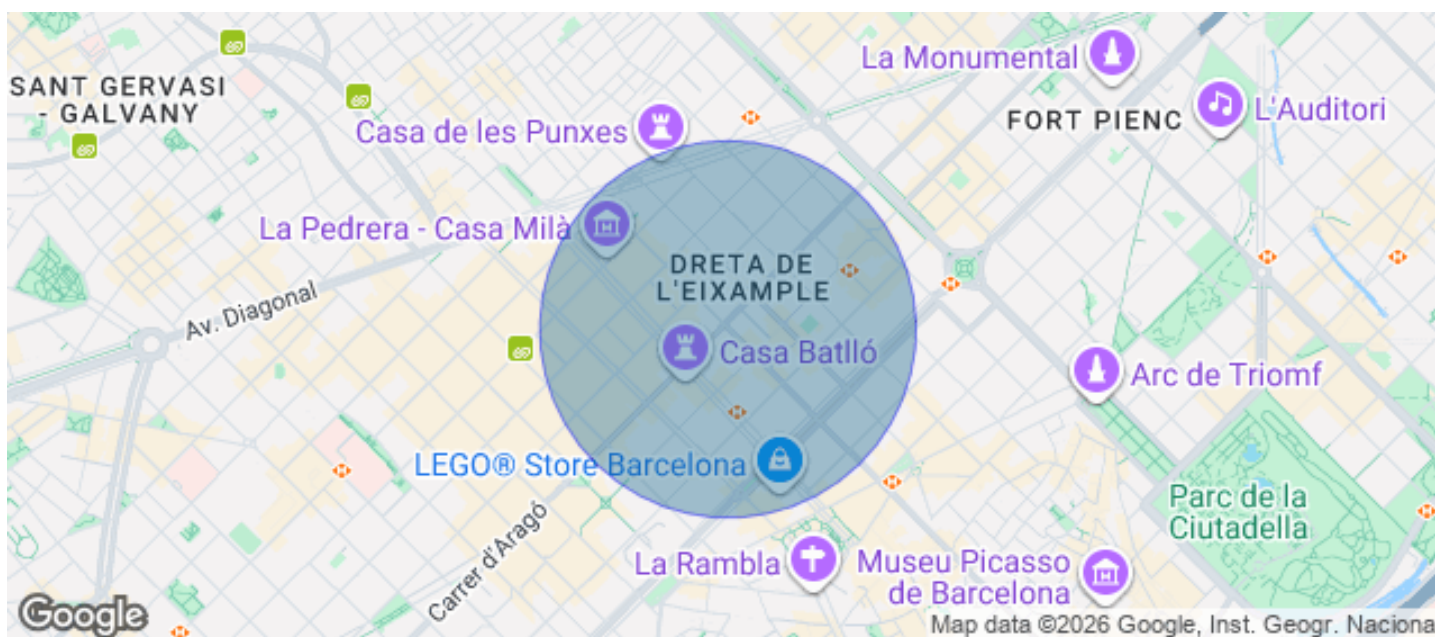 La Monumental
SANT GERVASI
- GALVANY
L'Auditori
FORT PIENC
Casa de les Punxes
La Pedrera - Casa Milà
DRETA DE
L'EIXAMPLE
Av. Diagonal
Casa Batlló
Arc de Triomf
LEGO® Store Barcelona
Parc de la
Ciutadella
Carrer d'Aragó
La Rambla
Museu Picasso
de Barcelona
Google
Map data ©2026 Google, Inst. Geogr. Naciona